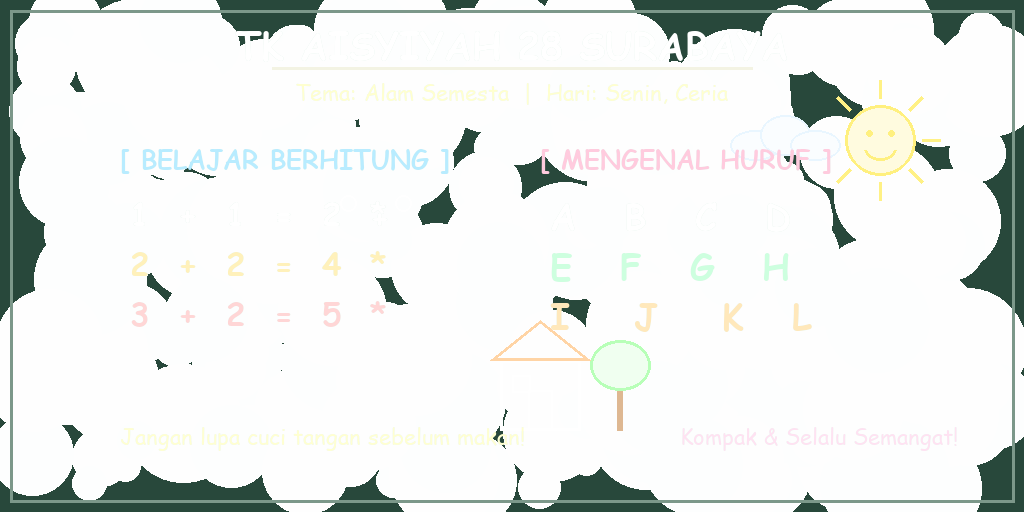 TK
Tema: Alam Semesta | Hari: Senin, Ceria
[ BELAJAR BERHITUNG ]
2 + 2 = 4 *
3 + 2 = 5 *
[ MENGENAL HURUF ]
E F G H
I J K L
Jangan lupa cuci tangan sebelum makan!
Kompak & Selalu Semangat!